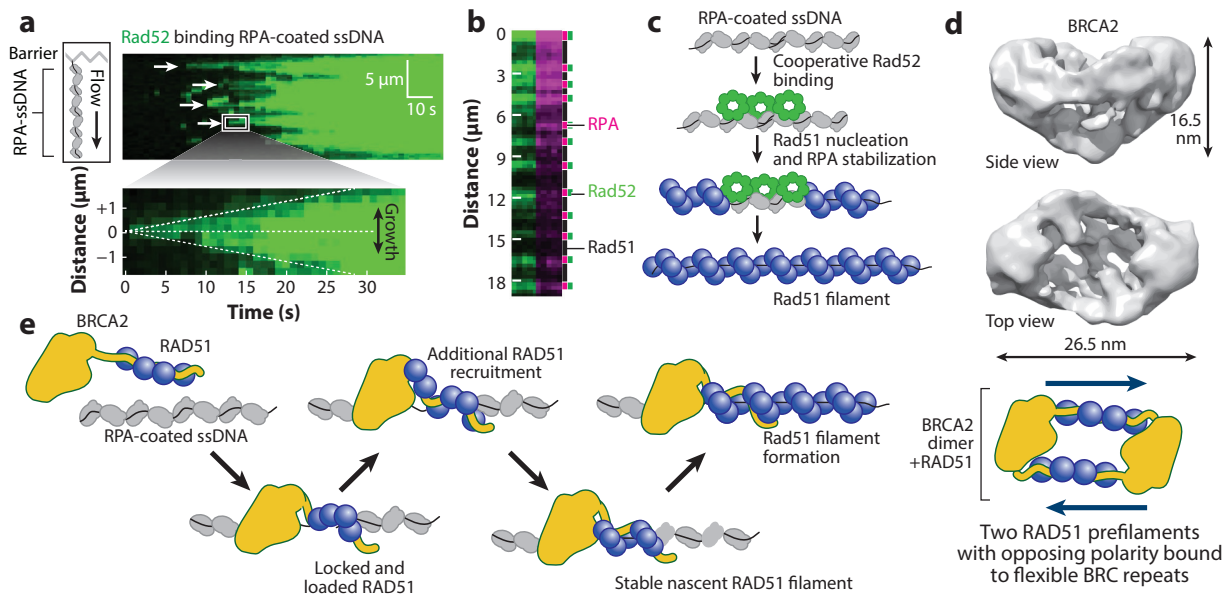 a
Rad52 binding RPA-coated ssDNA
Barrier
RPA-ssDNA
Flow
5 µm
10 s
Distance (µm)
+1
0
−1
Growth
0
5
10
15
20
25
30
Time (s)
b
Distance (µm)
0
3
6
9
12
15
18
RPA
Rad52
Rad51
c
RPA-coated ssDNA
Cooperative Rad52
binding
Rad51 nucleation
and RPA stabilization
Rad51 filament
d
BRCA2
16.5
nm
Side view
Top view
26.5 nm
BRCA2
dimer
+RAD51
Two RAD51 prefilaments
with opposing polarity bound
to flexible BRC repeats
e
BRCA2
RAD51
RPA-coated ssDNA
Locked and
loaded RAD51
Additional RAD51
recruitment
Stable nascent RAD51 filament
Rad51 filament
formation